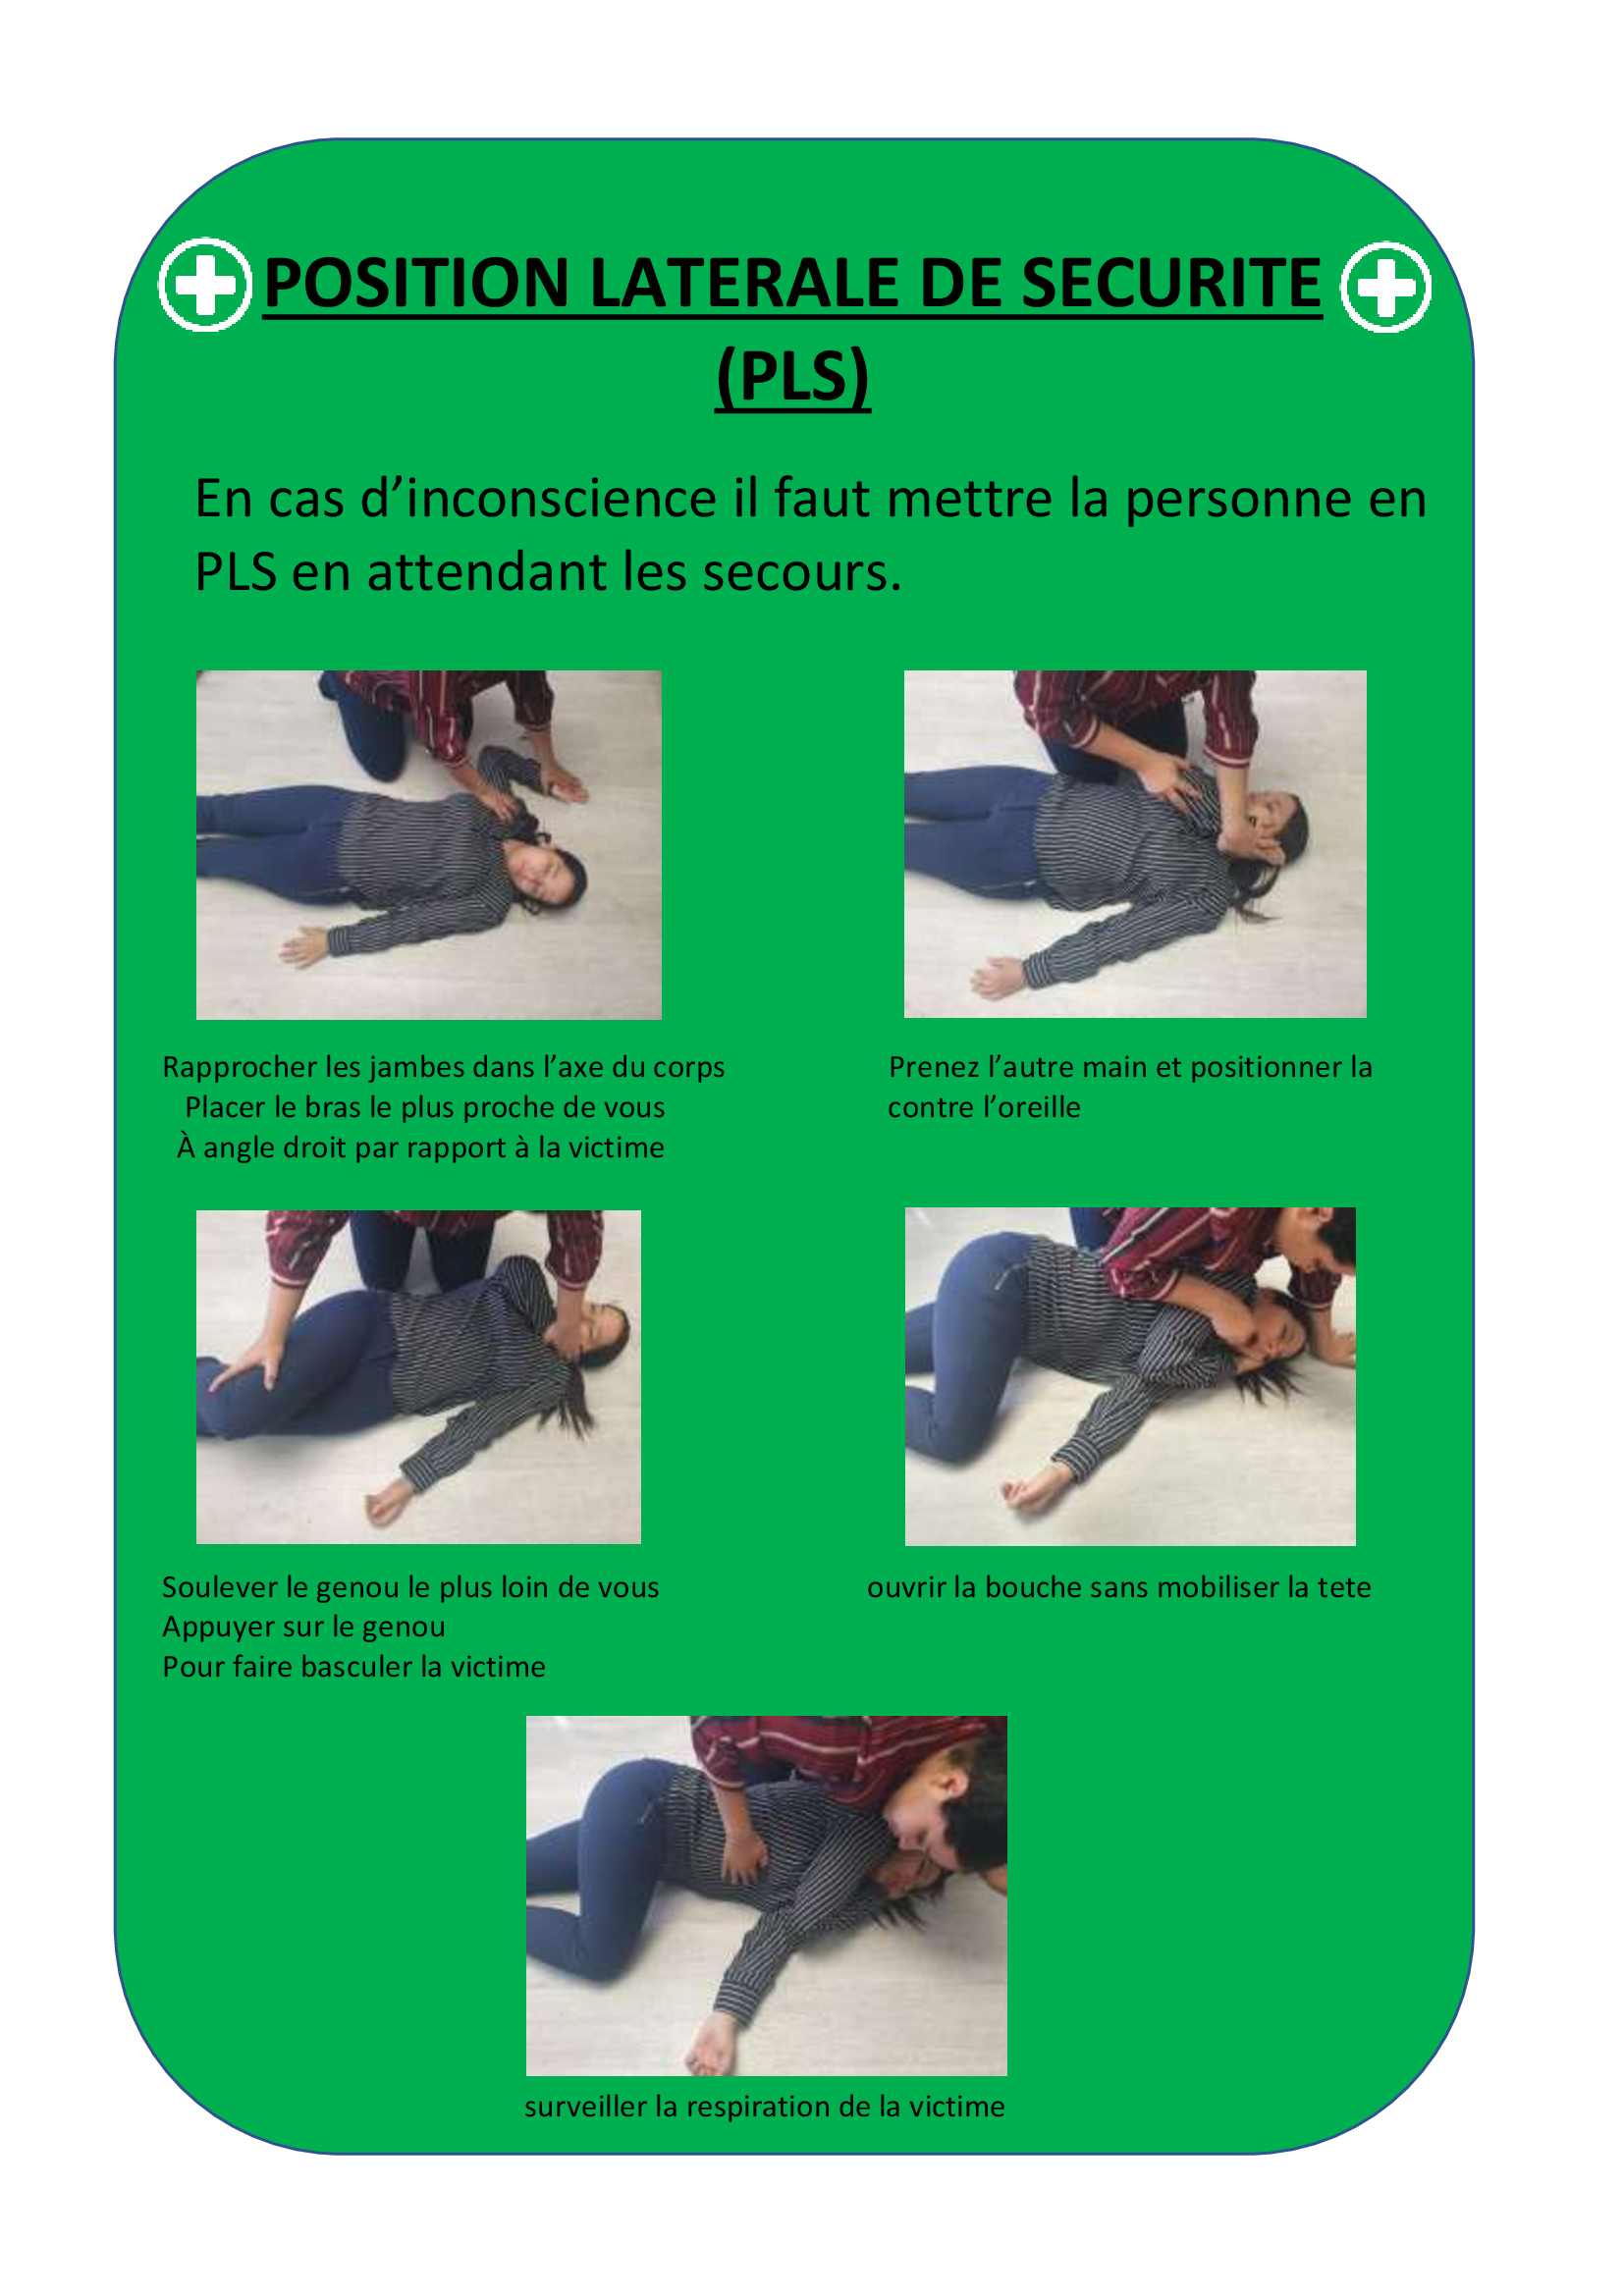 POSITION LATERALE DE SECURITE
(PLS)
En cas d’inconscience il faut mettre la personne en
PLS en attendant les secours.
Rapprocher les jambes dans l’axe du corps
Placer le bras le plus proche de vous
À angle droit par rapport à la victime
Prenez l’autre main et positionner la
contre l’oreille
Soulever le genou le plus loin de vous
Appuyer sur le genou
Pour faire basculer la victime
ouvrir la bouche sans mobiliser la tete
surveiller la respiration de la victime